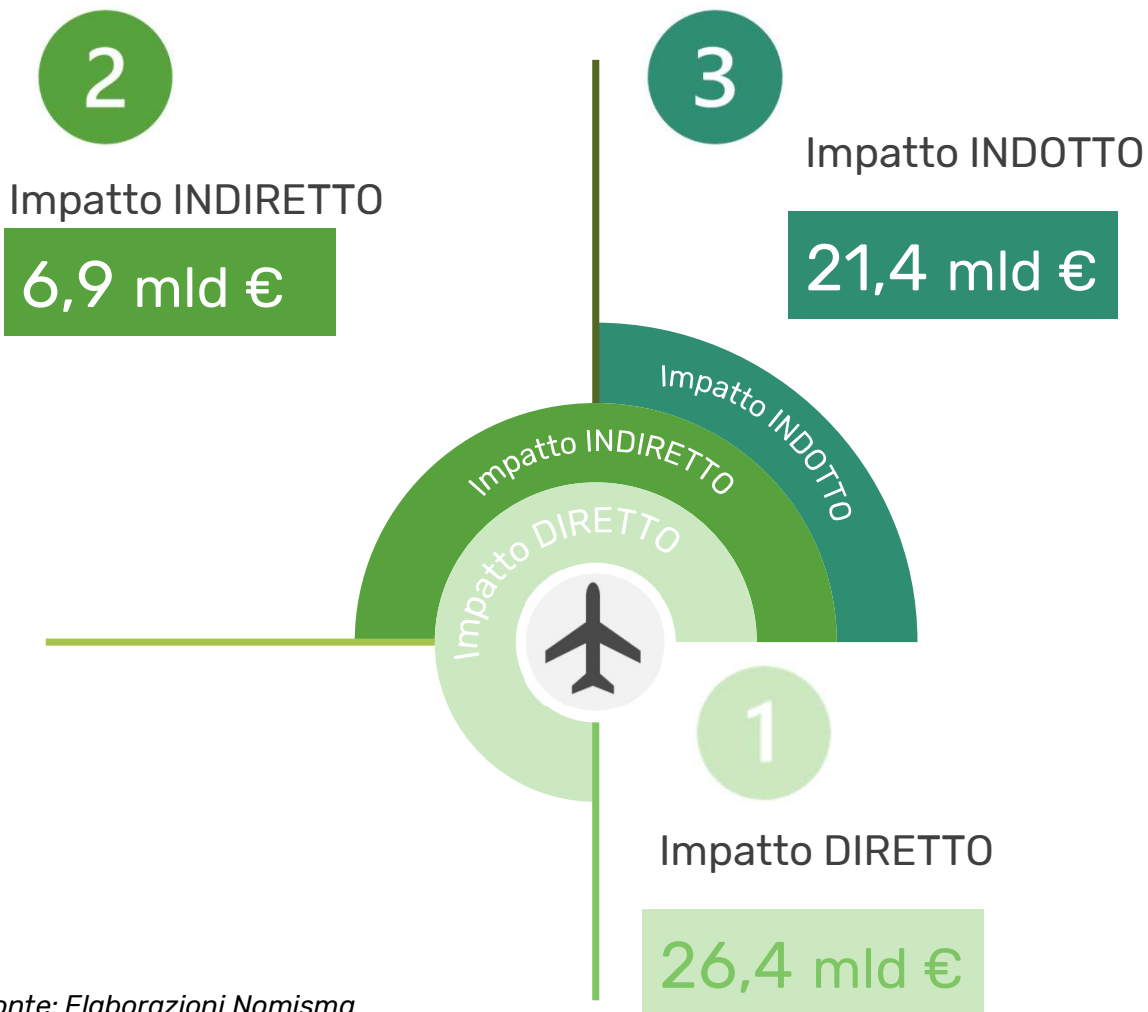 2
Impatto INDIRETTO
6,9 mld €
3
Impatto INDOTTO
21,4 mld €
Impatto INDOTTO
Impatto INDIRETTO
Impatto DIRETTO
1
Impatto DIRETTO
26,4 mld €
onte: Elaborazioni Nomisma